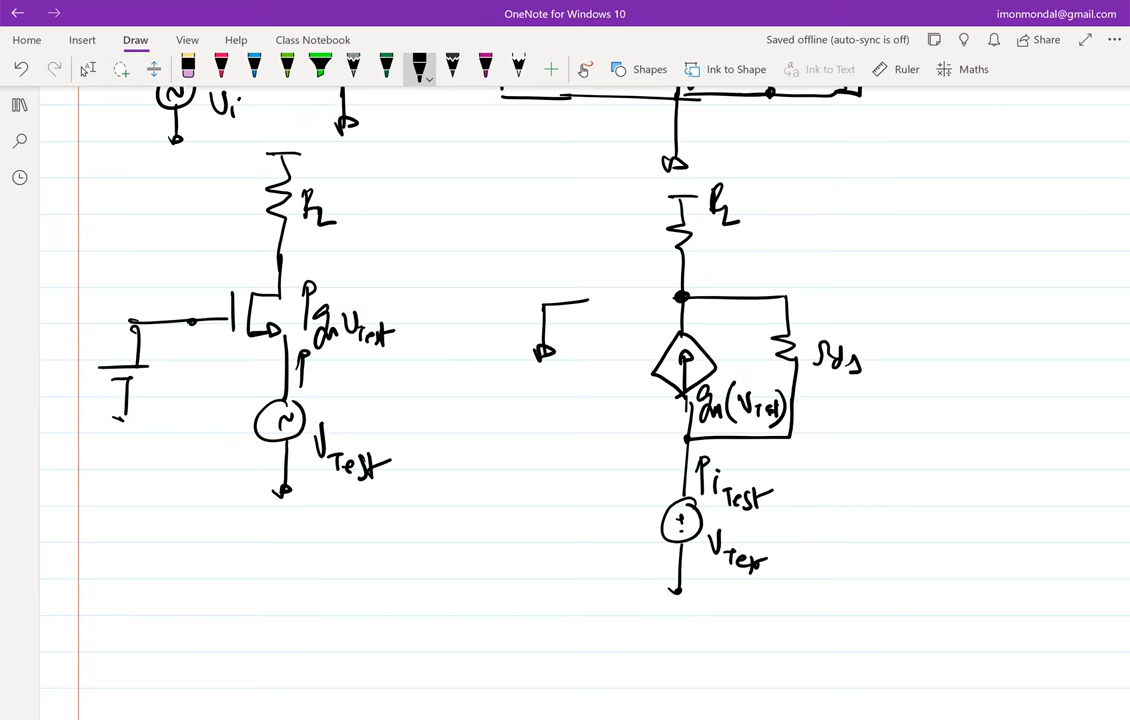 OneNote for Windows 10
imonmondal@gmail.com
Home Insert Draw View Help Class Notebook
Saved offline (auto-sync is off)
Share
Shapes
Ink to Shape
Ink to Text
Ruler
Maths
Vi
RL
RL
gm VTest
rds
gm(VTest)
VTest
iTest
VTest